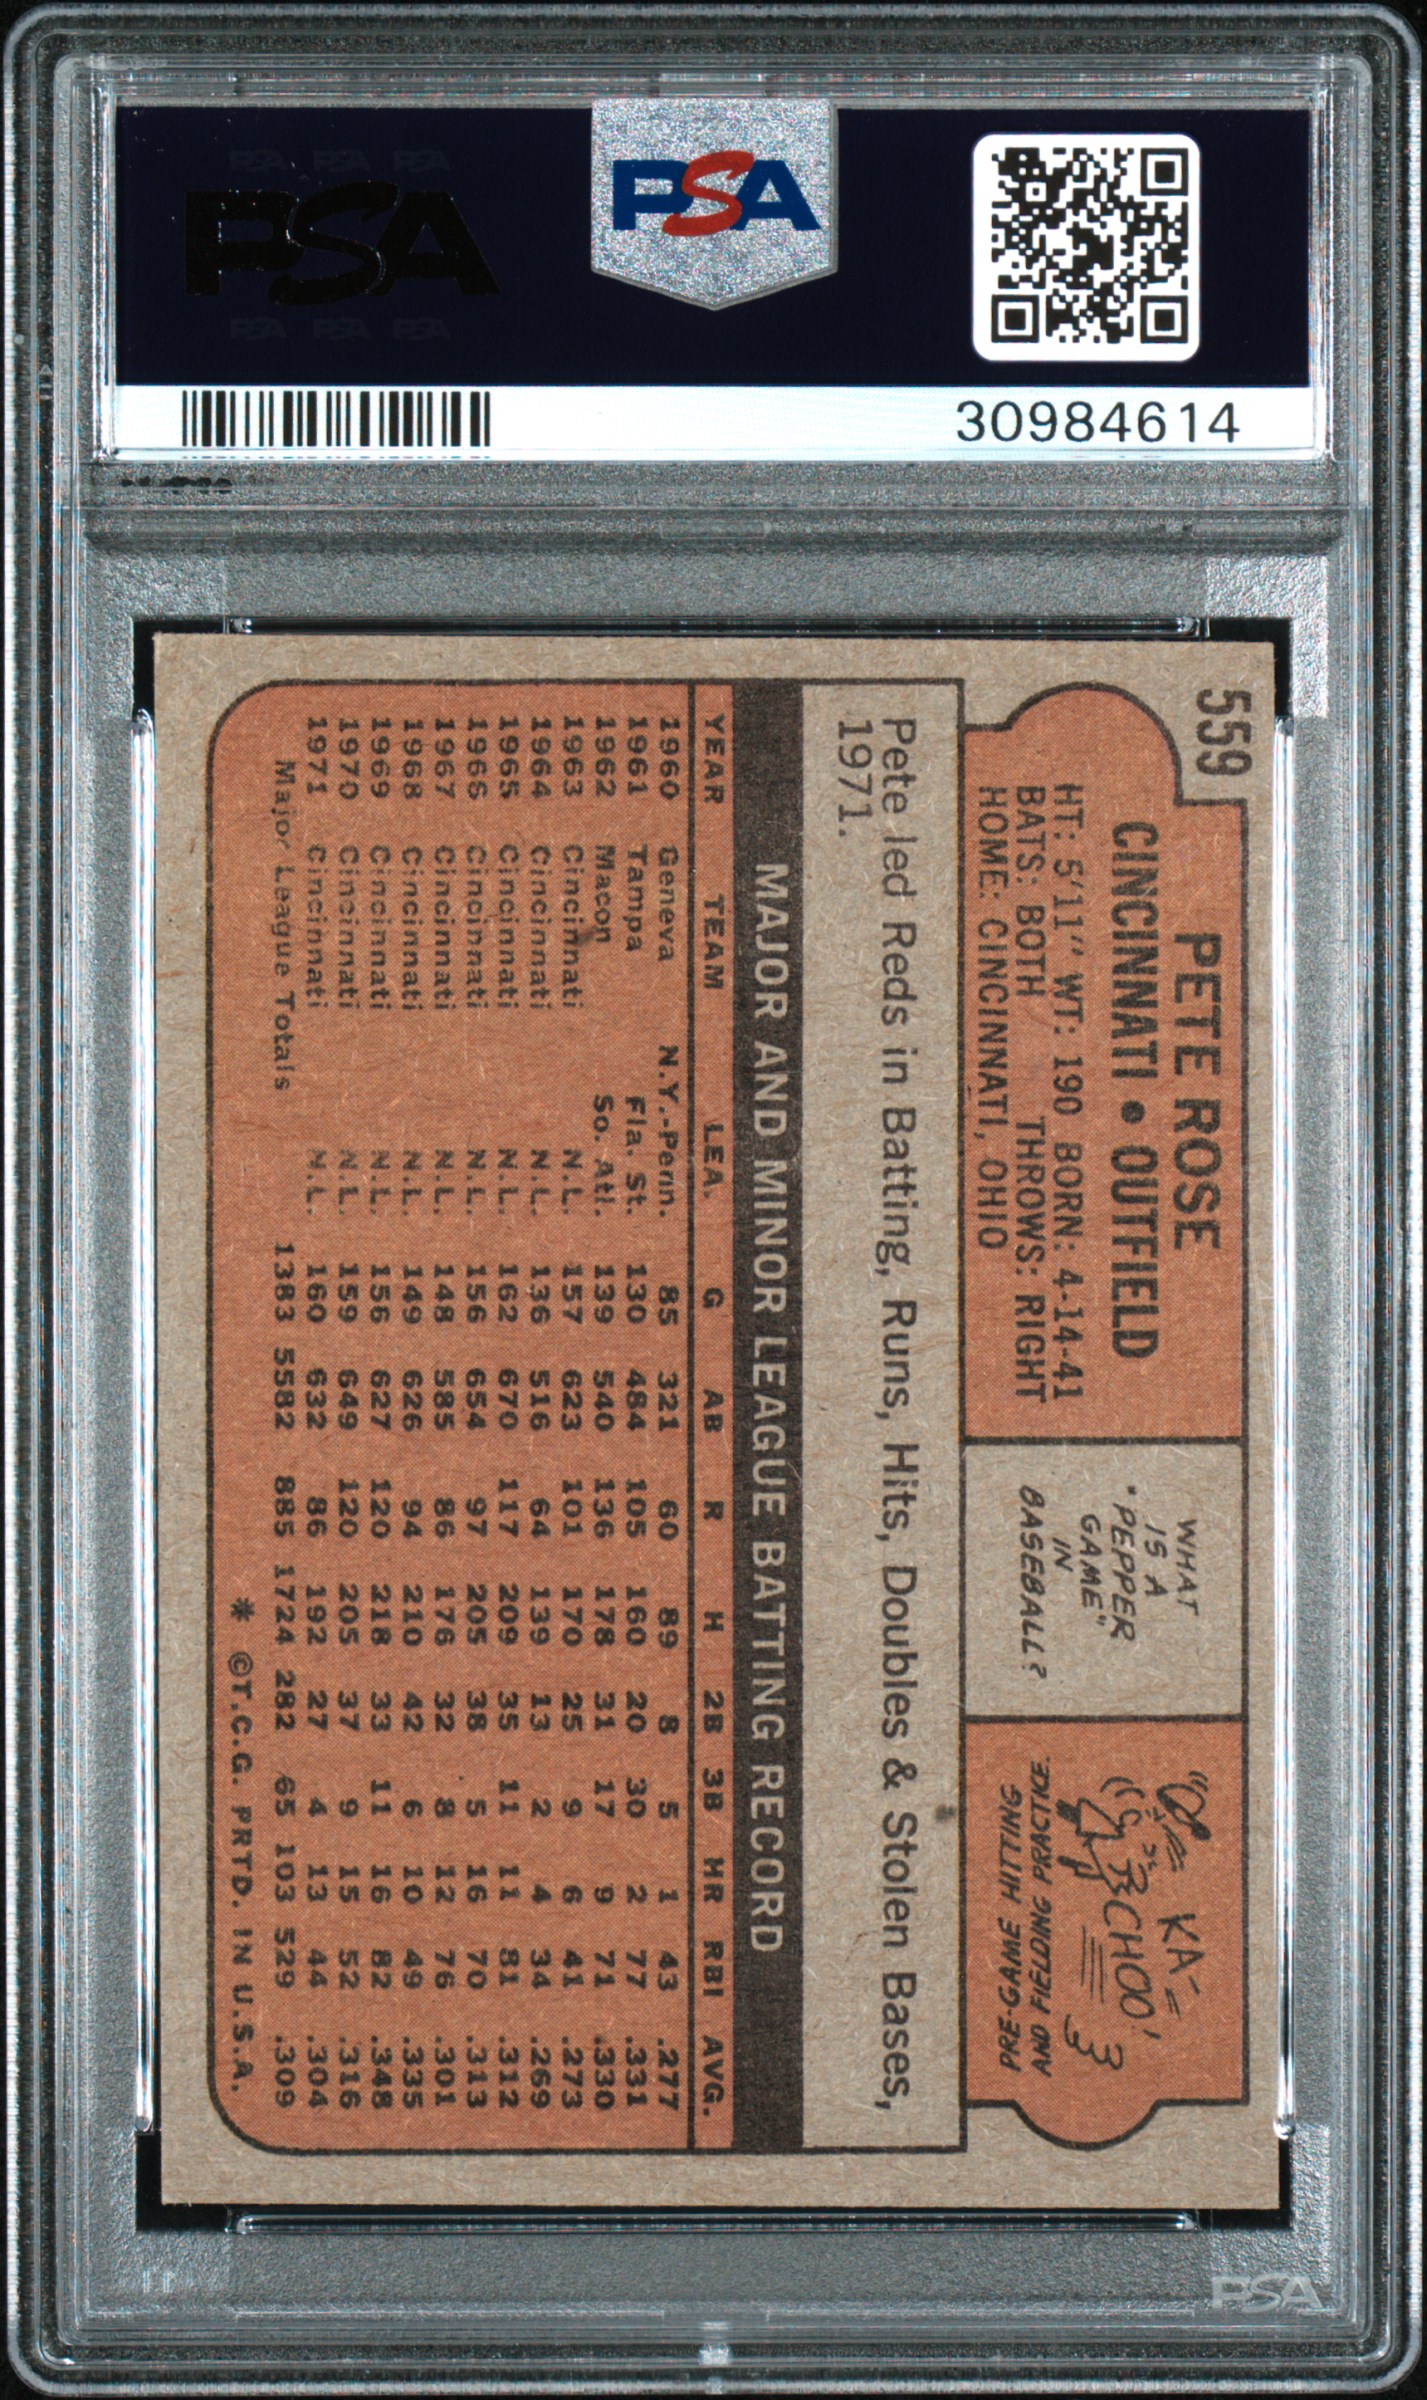 PSA PSA PSA
PSA
PSA PSA PSA
PSA
30984614
559
PETE ROSE
CINCINNATI • OUTFIELD
HT: 5'11" WT: 190 BORN: 4-14-41
BATS: BOTH THROWS: RIGHT
HOME: CINCINNATI, OHIO
WHAT
IS A
"PEPPER
GAME"
IN
BASEBALL?
KA-
CHOO!
PRE-GAME HITTING
AND FIELDING PRACTICE.
Pete led Reds in Batting, Runs, Hits, Doubles & Stolen Bases,
1971.
MAJOR AND MINOR LEAGUE BATTING RECORD
YEAR TEAM LEA. G AB R H 2B 3B HR RBI AVG.
1960 Geneva N.Y.-Penn. 85 321 60 89 8 5 1 43 .277
1961 Tampa Fla. St. 130 484 105 160 20 30 2 77 .331
1962 Macon So. Atl. 139 540 136 178 31 17 9 71 .330
1963 Cincinnati N.L. 157 623 101 170 25 9 6 41 .273
1964 Cincinnati N.L. 136 516 64 139 13 2 4 34 .269
1965 Cincinnati N.L. 162 670 117 209 35 11 11 81 .312
1966 Cincinnati N.L. 156 654 97 205 38 5 16 70 .313
1967 Cincinnati N.L. 148 585 86 176 32 8 12 76 .301
1968 Cincinnati N.L. 149 626 94 210 42 6 10 49 .335
1969 Cincinnati N.L. 156 627 120 218 33 11 16 82 .348
1970 Cincinnati N.L. 159 649 120 205 37 9 15 52 .316
1971 Cincinnati N.L. 160 632 86 192 27 4 13 44 .304
Major League Totals 1383 5582 885 1724 282 65 103 529 .309
* ©T.C.G. PRTD. IN U.S.A.
PSA